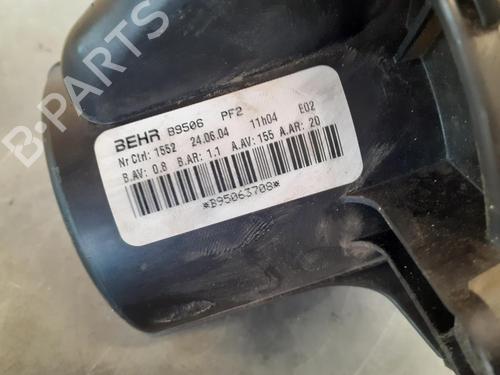 BEHR B9506 PF2
Nr Ctrl: 1552 24.06.04 11h04 E02
B.AV: 0.8 B.AR: 1.1 A.AV: 155 A.AR: 20
*B95063708*
B-PARTS